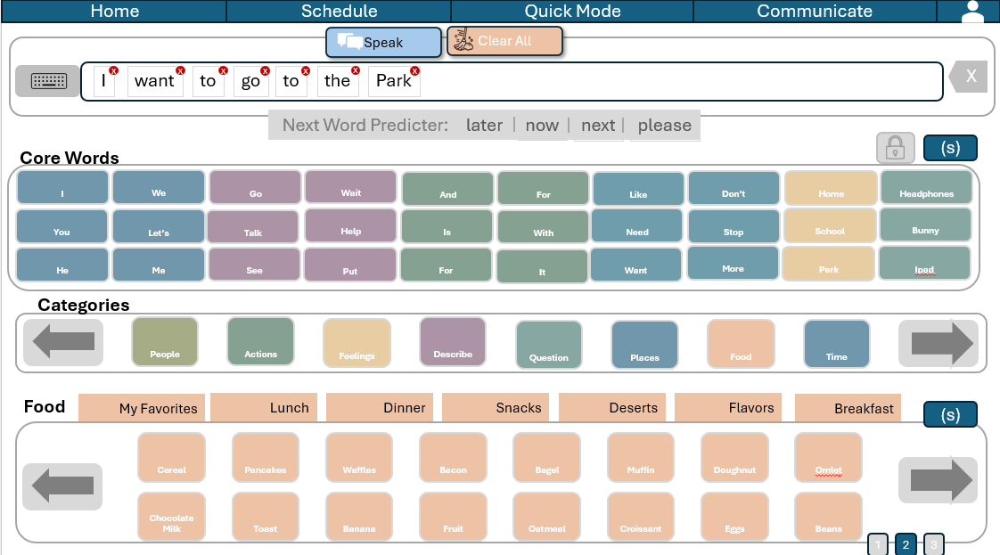 Home Schedule Quick Mode Communicate
Speak Clear All
I x want x to x go x to x the x Park x X
Next Word Predicter: later | now | next | please
Core Words (s)
I We Go Wait And For Like Don't Home Headphones
You Let's Talk Help Is With Need Stop School Bunny
He Me See Put For It Want More Park Ipad
Categories
People Actions Feelings Describe Question Places Food Time
Food My Favorites Lunch Dinner Snacks Deserts Flavors Breakfast (s)
Cereal Pancakes Waffles Bacon Bagel Muffin Doughnut Omlet
Chocolate
Milk Toast Banana Fruit Oatmeal Croissant Eggs Beans
1 2 3